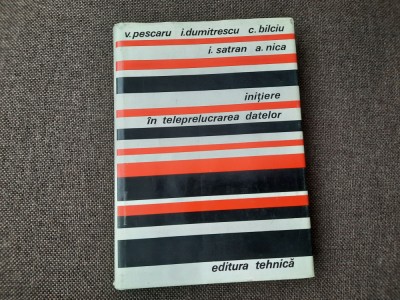 v. pescaru i. dumitrescu c. bilciu
i. satran a. nica
inițiere
în teleprelucrarea datelor
editura tehnică